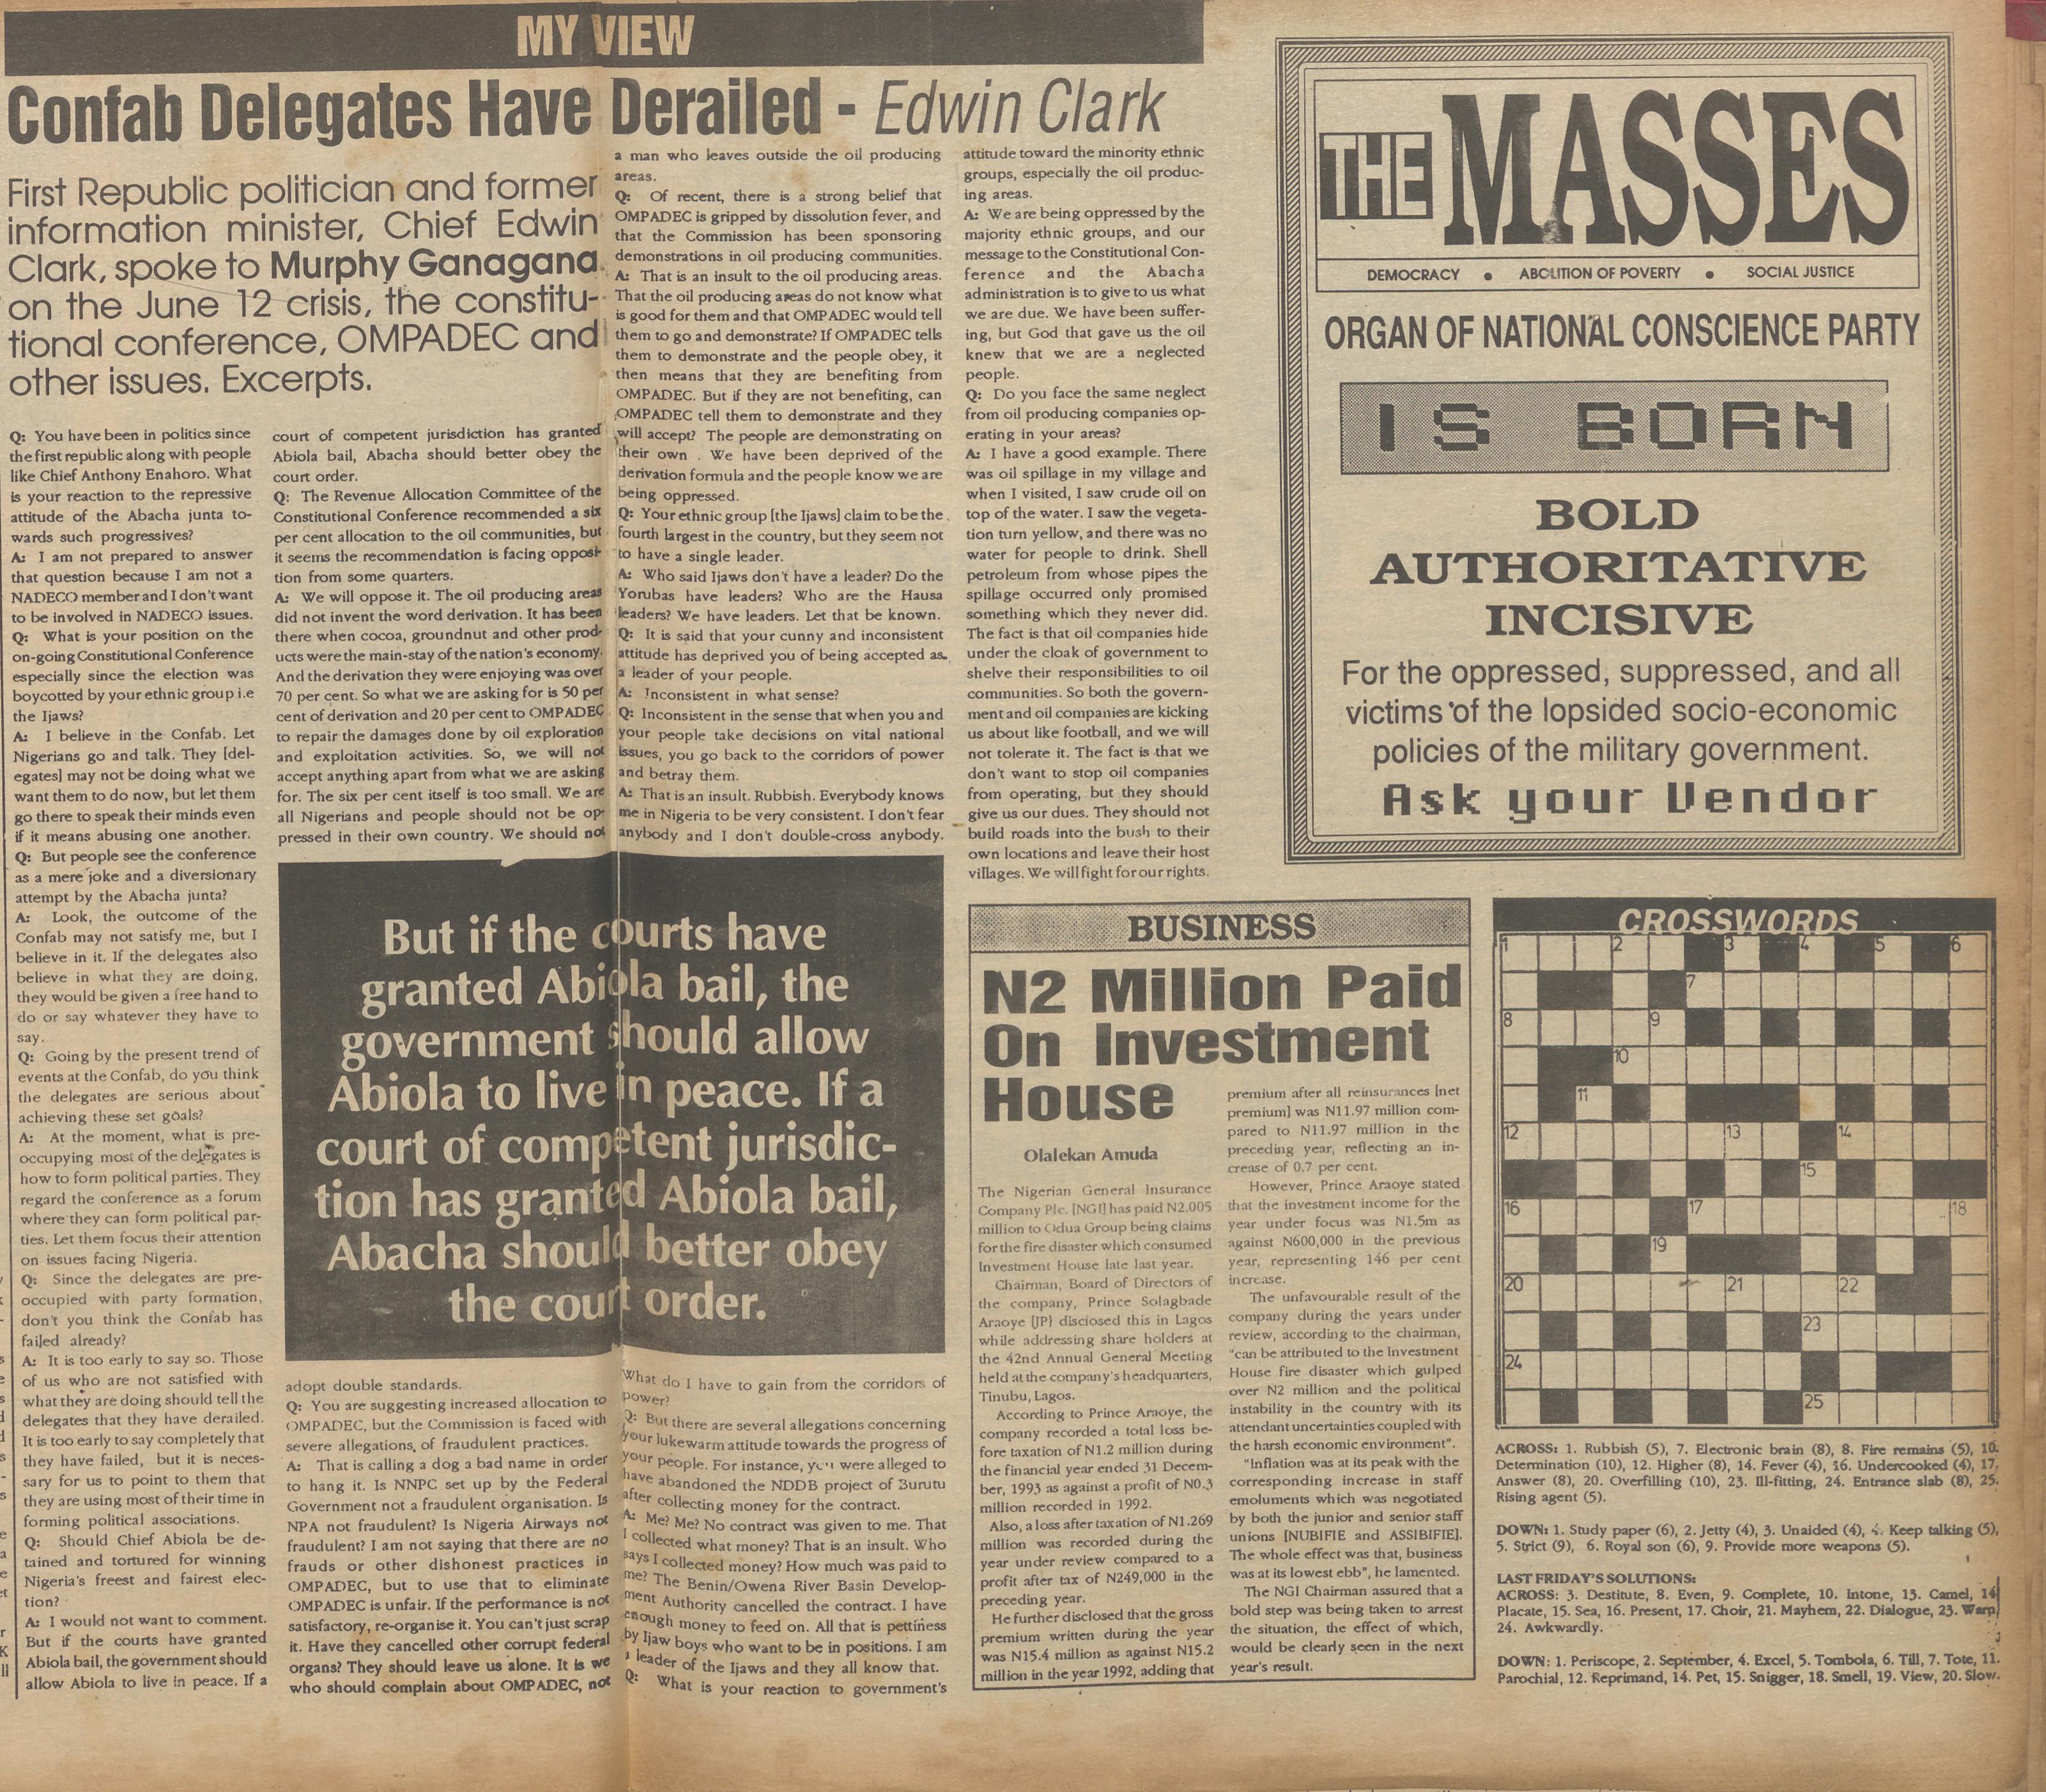 MY VIEW
Confab Delegates Have Derailed - Edwin Clark
First Republic politician and former
information minister, Chief Edwin
Clark, spoke to Murphy Ganagana
on the June 12 crisis, the constitu-
tional conference, OMPADEC and
other issues. Excerpts.
Q: You have been in politics since
the first republic along with people
like Chief Anthony Enahoro. What
is your reaction to the repressive
attitude of the Abacha junta to-
wards such progressives?
A: I am not prepared to answer
that question because I am not a
NADECO member and I don't want
to be involved in NADECO issues.
Q: What is your position on the
on-going Constitutional Conference
especially since the election was
boycotted by your ethnic group i.e
the Ijaws?
A: I believe in the Confab. Let
Nigerians go and talk. They [del-
egates] may not be doing what we
want them to do now, but let them
go there to speak their minds even
if it means abusing one another.
Q: But people see the conference
as a mere joke and a diversionary
attempt by the Abacha junta?
A: Look, the outcome of the
Confab may not satisfy me, but I
believe in it. If the delegates also
believe in what they are doing,
they would be given a free hand to
do or say whatever they have to
say.
Q: Going by the present trend of
events at the Confab, do you think
the delegates are serious about
achieving these set goals?
A: At the moment, what is pre-
occupying most of the delegates is
how to form political parties. They
regard the conference as a forum
where they can form political par-
ties. Let them focus their attention
on issues facing Nigeria.
Q: Since the delegates are pre-
occupied with party formation,
don't you think the Confab has
failed already?
A: It is too early to say so. Those
of us who are not satisfied with
what they are doing should tell the
delegates that they have derailed.
It is too early to say completely that
they have failed, but it is neces-
sary for us to point to them that
they are using most of their time in
forming political associations.
Q: Should Chief Abiola be de-
tained and tortured for winning
Nigeria's freest and fairest elec-
tion?
A: I would not want to comment.
But if the courts have granted
Abiola bail, the government should
allow Abiola to live in peace. If a
court of competent jurisdiction has granted
Abiola bail, Abacha should better obey the
court order.
Q: The Revenue Allocation Committee of the
Constitutional Conference recommended a six
per cent allocation to the oil communities, but
it seems the recommendation is facing opposi-
tion from some quarters.
A: We will oppose it. The oil producing areas
did not invent the word derivation. It has been
there when cocoa, groundnut and other prod-
ucts were the main-stay of the nation's economy.
And the derivation they were enjoying was over
70 per cent. So what we are asking for is 50 per
cent of derivation and 20 per cent to OMPADEC
to repair the damages done by oil exploration
and exploitation activities. So, we will not
accept anything apart from what we are asking
for. The six per cent itself is too small. We are
all Nigerians and people should not be op-
pressed in their own country. We should not
But if the courts have
granted Abiola bail, the
government should allow
Abiola to live in peace. If a
court of competent jurisdic-
tion has granted Abiola bail,
Abacha should better obey
the court order.
adopt double standards.
Q: You are suggesting increased allocation to
OMPADEC, but the Commission is faced with
severe allegations of fraudulent practices.
A: That is calling a dog a bad name in order
to hang it. Is NNPC set up by the Federal
Government not a fraudulent organisation. Is
NPA not fraudulent? Is Nigeria Airways not
fraudulent? I am not saying that there are no
frauds or other dishonest practices in
OMPADEC, but to use that to eliminate
OMPADEC is unfair. If the performance is not
satisfactory, re-organise it. You can't just scrap
it. Have they cancelled other corrupt federal
organs? They should leave us alone. It is we
who should complain about OMPADEC, not
a man who leaves outside the oil producing
areas.
Q: Of recent, there is a strong belief that
OMPADEC is gripped by dissolution fever, and
that the Commission has been sponsoring
demonstrations in oil producing communities.
A: That is an insult to the oil producing areas.
That the oil producing areas do not know what
is good for them and that OMPADEC would tell
them to go and demonstrate? If OMPADEC tells
them to demonstrate and the people obey, it
then means that they are benefiting from
OMPADEC. But if they are not benefiting, can
OMPADEC tell them to demonstrate and they
will accept? The people are demonstrating on
their own . We have been deprived of the
derivation formula and the people know we are
being oppressed.
Q: Your ethnic group [the Ijaws] claim to be the
fourth largest in the country, but they seem not
to have a single leader.
A: Who said Ijaws don't have a leader? Do the
Yorubas have leaders? Who are the Hausa
leaders? We have leaders. Let that be known.
Q: It is said that your cunny and inconsistent
attitude has deprived you of being accepted as
a leader of your people.
A: Inconsistent in what sense?
Q: Inconsistent in the sense that when you and
your people take decisions on vital national
issues, you go back to the corridors of power
and betray them.
A: That is an insult. Rubbish. Everybody knows
me in Nigeria to be very consistent. I don't fear
anybody and I don't double-cross anybody.
What do I have to gain from the corridors of
power?
Q: But there are several allegations concerning
your lukewarm attitude towards the progress of
your people. For instance, you were alleged to
have abandoned the NDDB project of Burutu
after collecting money for the contract.
A: Me? Me? No contract was given to me. That
I collected what money? That is an insult. Who
says I collected money? How much was paid to
me? The Benin/Owena River Basin Develop-
ment Authority cancelled the contract. I have
enough money to feed on. All that is pettiness
by Ijaw boys who want to be in positions. I am
a leader of the Ijaws and they all know that.
Q: What is your reaction to government's
attitude toward the minority ethnic
groups, especially the oil produc-
ing areas.
A: We are being oppressed by the
majority ethnic groups, and our
message to the Constitutional Con-
ference and the Abacha
administration is to give to us what
we are due. We have been suffer-
ing, but God that gave us the oil
knew that we are a neglected
people.
Q: Do you face the same neglect
from oil producing companies op-
erating in your areas?
A: I have a good example. There
was oil spillage in my village and
when I visited, I saw crude oil on
top of the water. I saw the vegeta-
tion turn yellow, and there was no
water for people to drink. Shell
petroleum from whose pipes the
spillage occurred only promised
something which they never did.
The fact is that oil companies hide
under the cloak of government to
shelve their responsibilities to oil
communities. So both the govern-
ment and oil companies are kicking
us about like football, and we will
not tolerate it. The fact is that we
don't want to stop oil companies
from operating, but they should
give us our dues. They should not
build roads into the bush to their
own locations and leave their host
villages. We will fight for our rights.
THE MASSES
DEMOCRACY • ABOLITION OF POVERTY • SOCIAL JUSTICE
ORGAN OF NATIONAL CONSCIENCE PARTY
IS BORN
BOLD
AUTHORITATIVE
INCISIVE
For the oppressed, suppressed, and all
victims of the lopsided socio-economic
policies of the military government.
Ask your Vendor
BUSINESS
N2 Million Paid
On Investment
House
Olalekan Amuda
The Nigerian General Insurance
Company Plc. [NGI] has paid N2.005
million to Odua Group being claims
for the fire disaster which consumed
Investment House late last year.
Chairman, Board of Directors of
the company, Prince Solagbade
Araoye (JP) disclosed this in Lagos
while addressing share holders at
the 42nd Annual General Meeting
held at the company's headquarters,
Tinubu, Lagos.
According to Prince Araoye, the
company recorded a total loss be-
fore taxation of N1.2 million during
the financial year ended 31 Decem-
ber, 1993 as against a profit of N0.3
million recorded in 1992.
Also, a loss after taxation of N1.269
million was recorded during the
year under review compared to a
profit after tax of N249,000 in the
preceding year.
He further disclosed that the gross
premium written during the year
was N15.4 million as against N15.2
million in the year 1992, adding that
premium after all reinsurances [net
premium] was N11.97 million com-
pared to N11.97 million in the
preceding year, reflecting an in-
crease of 0.7 per cent.
However, Prince Araoye stated
that the investment income for the
year under focus was N1.5m as
against N600,000 in the previous
year, representing 146 per cent
increase.
The unfavourable result of the
company during the years under
review, according to the chairman,
"can be attributed to the Investment
House fire disaster which gulped
over N2 million and the political
instability in the country with its
attendant uncertainties coupled with
the harsh economic environment".
"Inflation was at its peak with the
corresponding increase in staff
emoluments which was negotiated
by both the junior and senior staff
unions [NUBIFIE and ASSIBIFIE].
The whole effect was that, business
was at its lowest ebb", he lamented.
The NGI Chairman assured that a
bold step was being taken to arrest
the situation, the effect of which,
would be clearly seen in the next
year's result.
CROSSWORDS
1 2 3 4 5 6
7
8 9
10
11
12 13 14
15
16 17 18
19
20 21 22
23
24
25
ACROSS: 1. Rubbish (5), 7. Electronic brain (8), 8. Fire remains (5), 10.
Determination (10), 12. Higher (8), 14. Fever (4), 16. Undercooked (4), 17.
Answer (8), 20. Overfilling (10), 23. Ill-fitting, 24. Entrance slab (8), 25.
Rising agent (5).
DOWN: 1. Study paper (6), 2. Jetty (4), 3. Unaided (4), 4. Keep talking (5),
5. Strict (9), 6. Royal son (6), 9. Provide more weapons (5).
LAST FRIDAY'S SOLUTIONS:
ACROSS: 3. Destitute, 8. Even, 9. Complete, 10. Intone, 13. Camel, 14
Placate, 15. Sea, 16. Present, 17. Choir, 21. Mayhem, 22. Dialogue, 23. Warp
24. Awkwardly.
DOWN: 1. Periscope, 2. September, 4. Excel, 5. Tombola, 6. Till, 7. Tote, 11.
Parochial, 12. Reprimand, 14. Pet, 15. Snigger, 18. Smell, 19. View, 20. Slow.